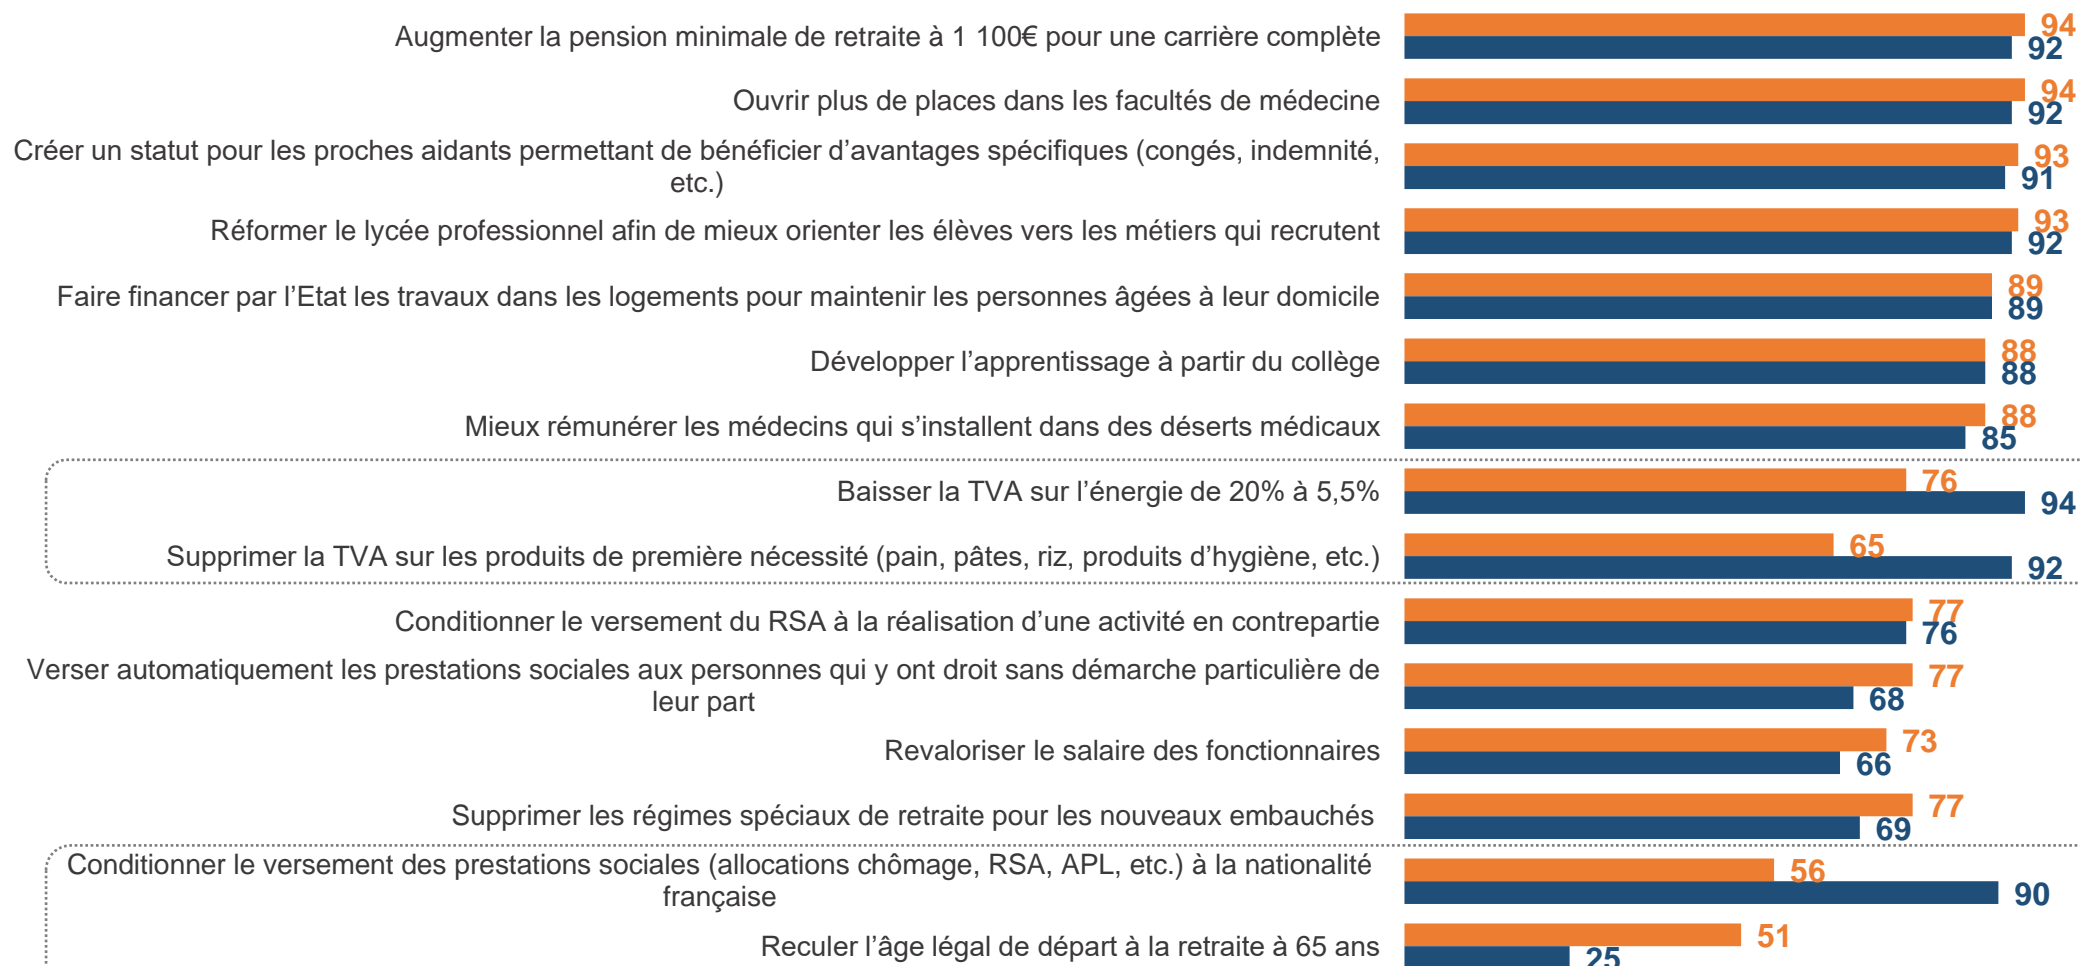 Augmenter la pension minimale de retraite à 1 100€ pour une carrière complète
94
92
Ouvrir plus de places dans les facultés de médecine
94
92
Créer un statut pour les proches aidants permettant de bénéficier d’avantages spécifiques (congés, indemnité,
etc.)
93
91
Réformer le lycée professionnel afin de mieux orienter les élèves vers les métiers qui recrutent
93
92
Faire financer par l’Etat les travaux dans les logements pour maintenir les personnes âgées à leur domicile
89
89
Développer l’apprentissage à partir du collège
88
88
Mieux rémunérer les médecins qui s’installent dans des déserts médicaux
88
85
Baisser la TVA sur l’énergie de 20% à 5,5%
76
94
Supprimer la TVA sur les produits de première nécessité (pain, pâtes, riz, produits d’hygiène, etc.)
65
92
Conditionner le versement du RSA à la réalisation d’une activité en contrepartie
77
76
Verser automatiquement les prestations sociales aux personnes qui y ont droit sans démarche particulière de
leur part
77
68
Revaloriser le salaire des fonctionnaires
73
66
Supprimer les régimes spéciaux de retraite pour les nouveaux embauchés
77
69
Conditionner le versement des prestations sociales (allocations chômage, RSA, APL, etc.) à la nationalité
française
56
90
Reculer l’âge légal de départ à la retraite à 65 ans
51
25